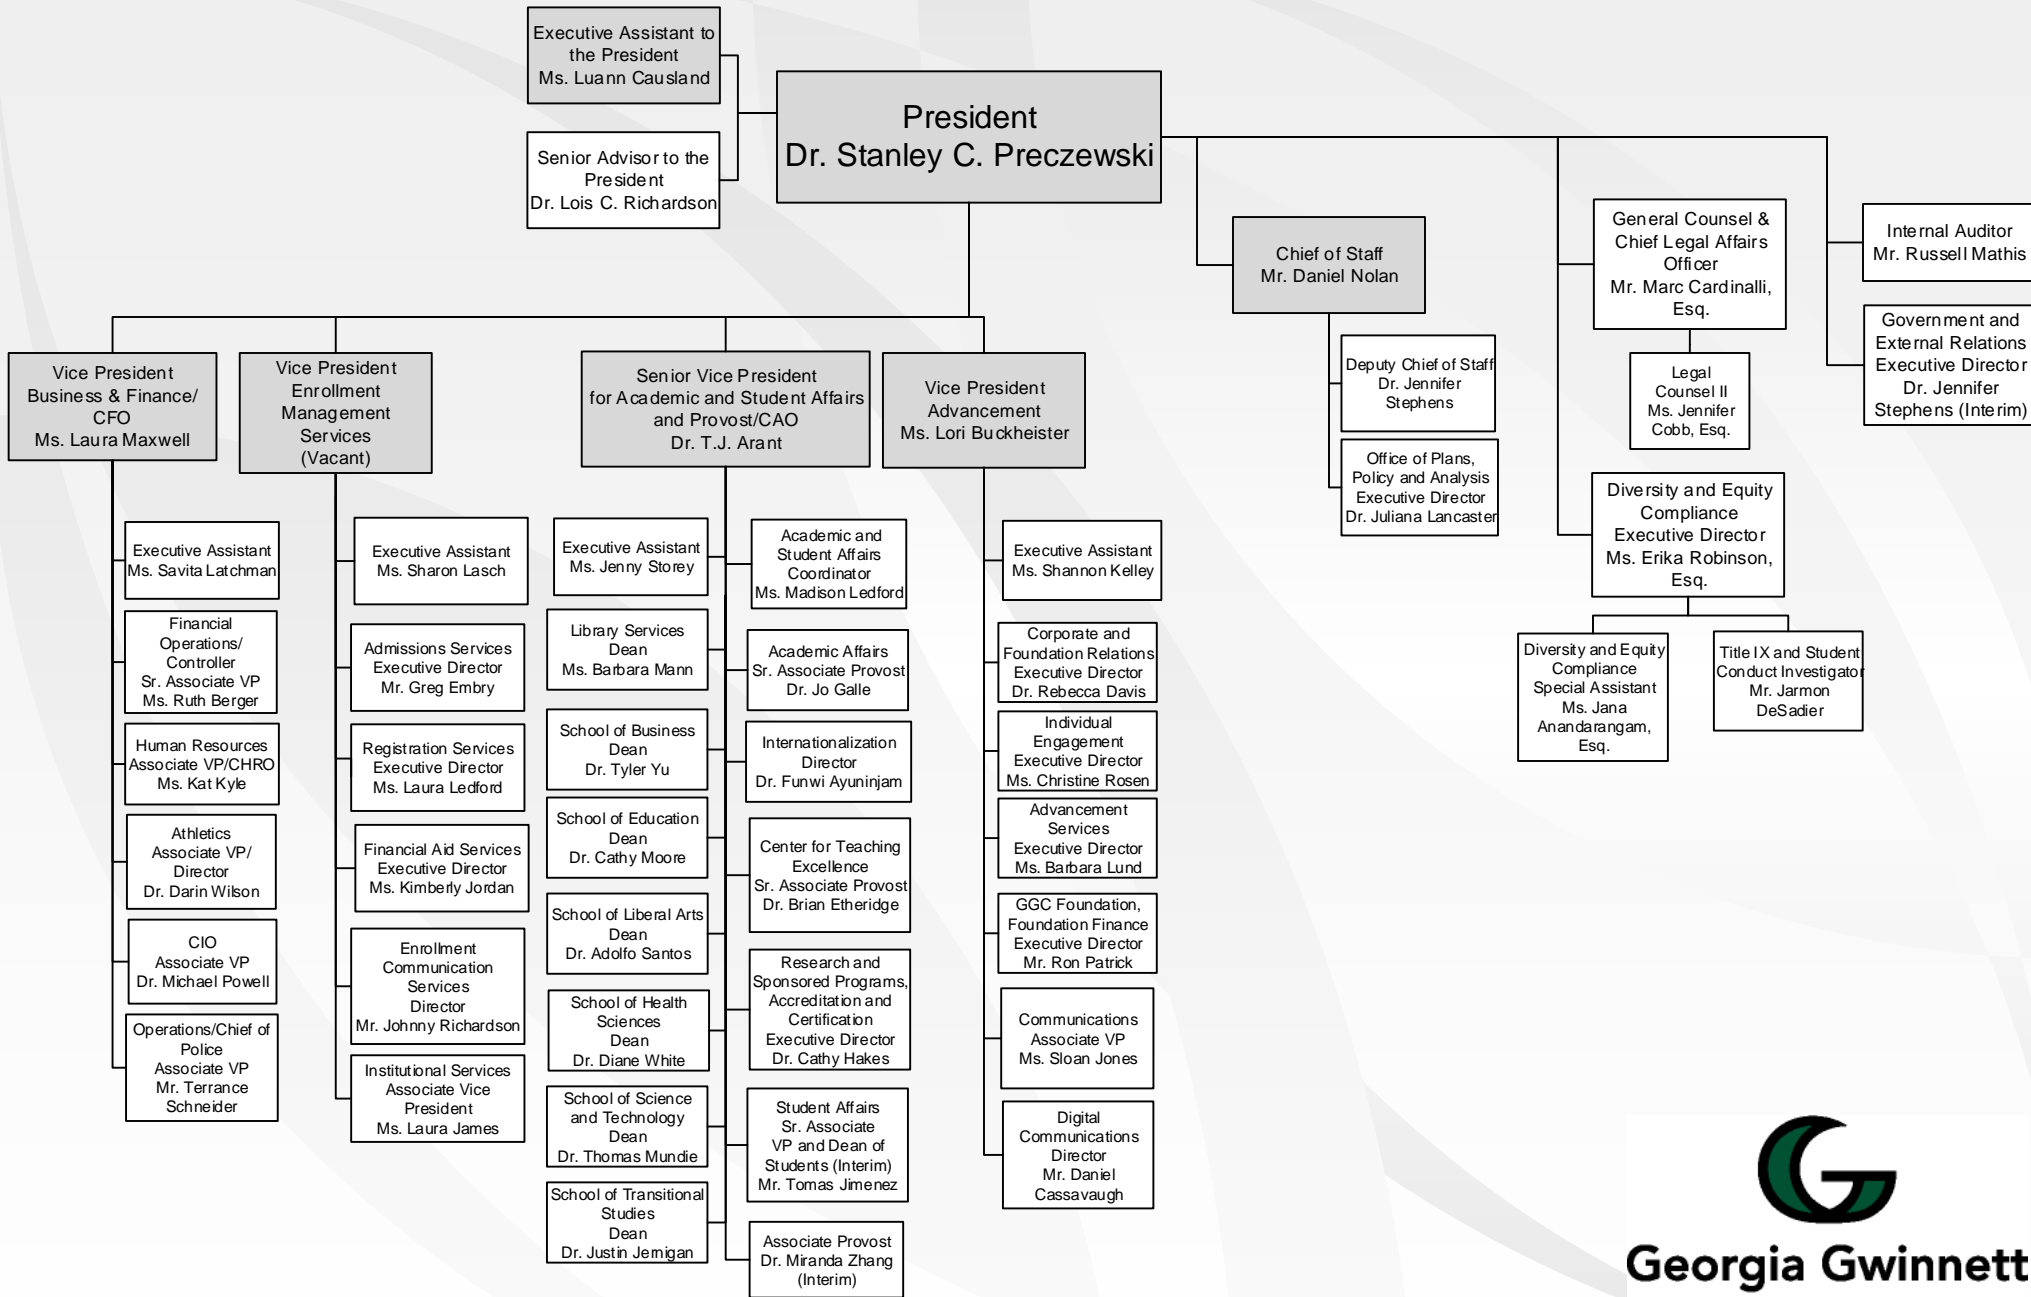 Executive Assistant to
the President
Ms. Luann Causland
Senior Advisor to the
President
Dr. Lois C. Richardson
President
Dr. Stanley C. Preczewski
Chief of Staff
Mr. Daniel Nolan
Deputy Chief of Staff
Dr. Jennifer
Stephens
Office of Plans,
Policy and Analysis
Executive Director
Dr. Juliana Lancaster
General Counsel &
Chief Legal Affairs
Officer
Mr. Marc Cardinalli,
Esq.
Legal
Counsel II
Ms. Jennifer
Cobb, Esq.
Diversity and Equity
Compliance
Executive Director
Ms. Erika Robinson,
Esq.
Diversity and Equity
Compliance
Special Assistant
Ms. Jana
Anandarangam,
Esq.
Title IX and Student
Conduct Investigator
Mr. Jarmon
DeSadier
Internal Auditor
Mr. Russell Mathis
Government and
External Relations
Executive Director
Dr. Jennifer
Stephens (Interim)
Vice President
Business & Finance/
CFO
Ms. Laura Maxwell
Executive Assistant
Ms. Savita Latchman
Financial
Operations/
Controller
Sr. Associate VP
Ms. Ruth Berger
Human Resources
Associate VP/CHRO
Ms. Kat Kyle
Athletics
Associate VP/
Director
Dr. Darin Wilson
CIO
Associate VP
Dr. Michael Powell
Operations/Chief of
Police
Associate VP
Mr. Terrance
Schneider
Vice President
Enrollment
Management
Services
(Vacant)
Executive Assistant
Ms. Sharon Lasch
Admissions Services
Executive Director
Mr. Greg Embry
Registration Services
Executive Director
Ms. Laura Ledford
Financial Aid Services
Executive Director
Ms. Kimberly Jordan
Enrollment
Communication
Services
Director
Mr. Johnny Richardson
Institutional Services
Associate Vice
President
Ms. Laura James
Senior Vice President
for Academic and Student Affairs
and Provost/CAO
Dr. T.J. Arant
Executive Assistant
Ms. Jenny Storey
Library Services
Dean
Ms. Barbara Mann
School of Business
Dean
Dr. Tyler Yu
School of Education
Dean
Dr. Cathy Moore
School of Liberal Arts
Dean
Dr. Adolfo Santos
School of Health
Sciences
Dean
Dr. Diane White
School of Science
and Technology
Dean
Dr. Thomas Mundie
School of Transitional
Studies
Dean
Dr. Justin Jernigan
Academic and
Student Affairs
Coordinator
Ms. Madison Ledford
Academic Affairs
Sr. Associate Provost
Dr. Jo Galle
Internationalization
Director
Dr. Funwi Ayuninjam
Center for Teaching
Excellence
Sr. Associate Provost
Dr. Brian Etheridge
Research and
Sponsored Programs,
Accreditation and
Certification
Executive Director
Dr. Cathy Hakes
Student Affairs
Sr. Associate
VP and Dean of
Students (Interim)
Mr. Tomas Jimenez
Associate Provost
Dr. Miranda Zhang
(Interim)
Vice President
Advancement
Ms. Lori Buckheister
Executive Assistant
Ms. Shannon Kelley
Corporate and
Foundation Relations
Executive Director
Dr. Rebecca Davis
Individual
Engagement
Executive Director
Ms. Christine Rosen
Advancement
Services
Executive Director
Ms. Barbara Lund
GGC Foundation,
Foundation Finance
Executive Director
Mr. Ron Patrick
Communications
Associate VP
Ms. Sloan Jones
Digital
Communications
Director
Mr. Daniel
Cassavaugh
Georgia Gwinnett